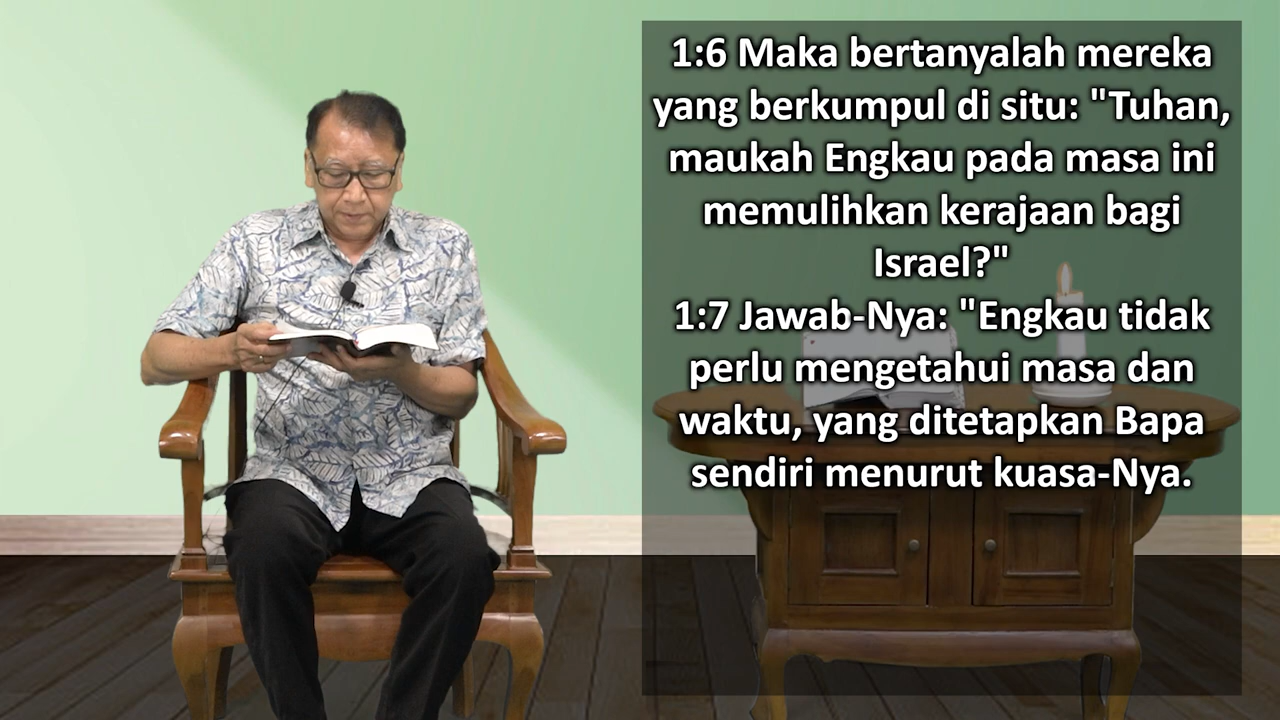 1:6 Maka bertanyalah mereka
yang berkumpul di situ: "Tuhan,
maukah Engkau pada masa ini
memulihkan kerajaan bagi
Israel?"
1:7 Jawab-Nya: "Engkau tidak
perlu mengetahui masa dan
waktu, yang ditetapkan Bapa
sendiri menurut kuasa-Nya.